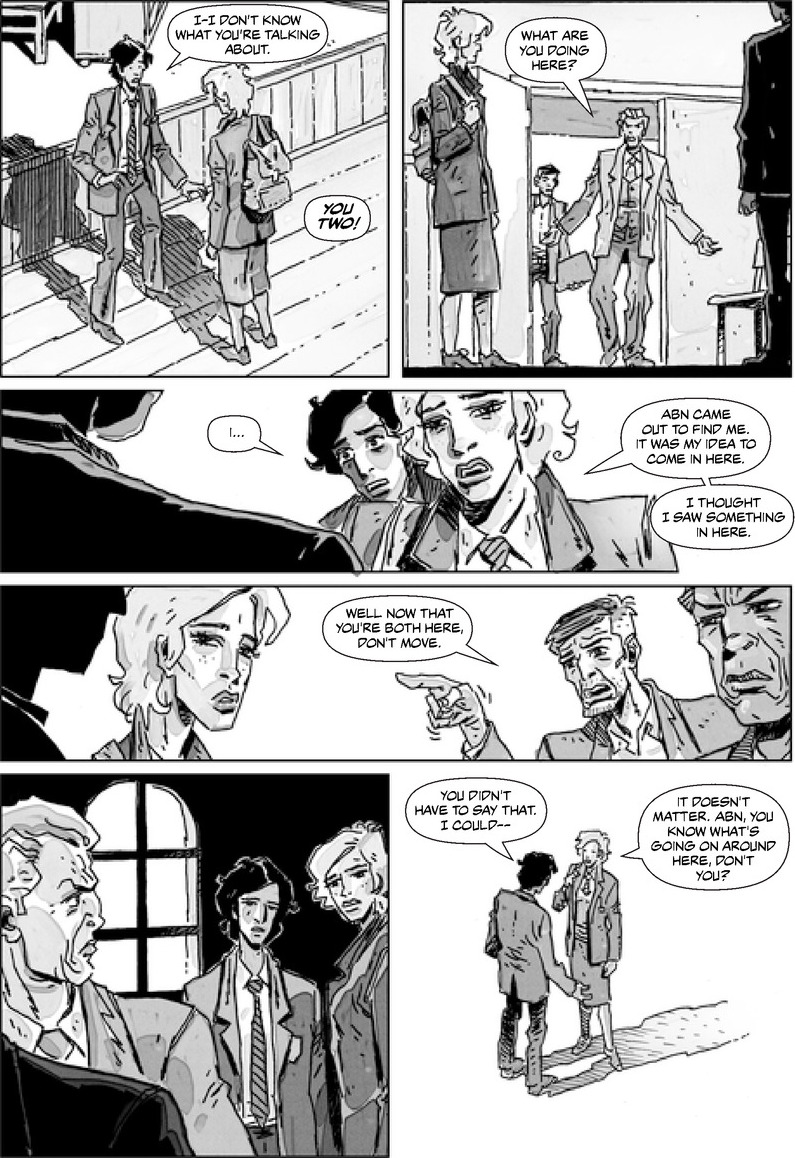 I-I DON'T KNOW
WHAT YOU'RE TALKING
ABOUT.
YOU
TWO!
WHAT ARE
YOU DOING
HERE?
I...
ABN CAME
OUT TO FIND ME.
IT WAS MY IDEA TO
COME IN HERE.
I THOUGHT
I SAW SOMETHING
IN HERE.
WELL NOW THAT
YOU'RE BOTH HERE,
DON'T MOVE.
YOU DIDN'T
HAVE TO SAY THAT.
I COULD--
IT DOESN'T
MATTER. ABN, YOU
KNOW WHAT'S
GOING ON AROUND
HERE, DON'T
YOU?